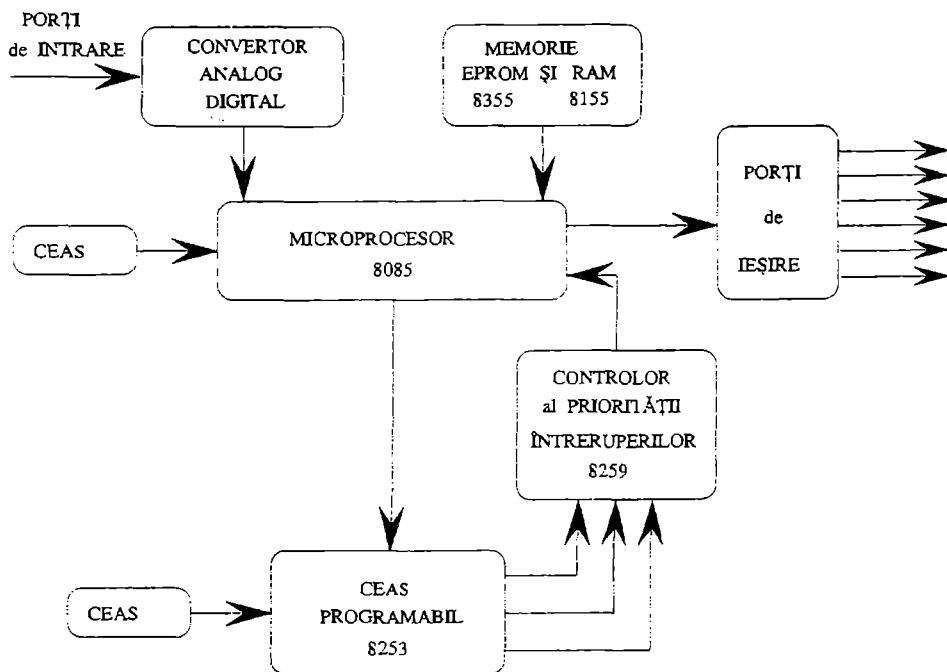 PORȚI
de INTRARE
CONVERTOR
ANALOG
DIGITAL
MEMORIE
EPROM ȘI RAM
8355 8155
PORȚI
de
IEȘIRE
CEAS
MICROPROCESOR
8085
CONTROLOR
al PRIORITĂȚII
ÎNTRERUPERILOR
8259
CEAS
CEAS
PROGRAMABIL
8253